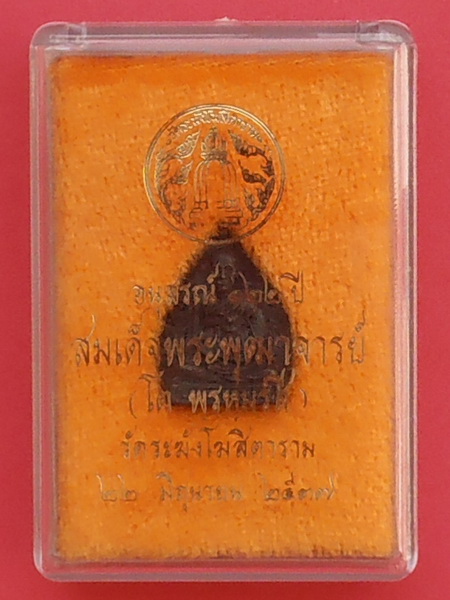 อนุสรณ์ ๑๒๒ ปี
สมเด็จพระพุฒาจารย์
(โต พรหมรังสี)
วัดระฆังโฆสิตาราม
๒๒ มิถุนายน ๒๕๓๗